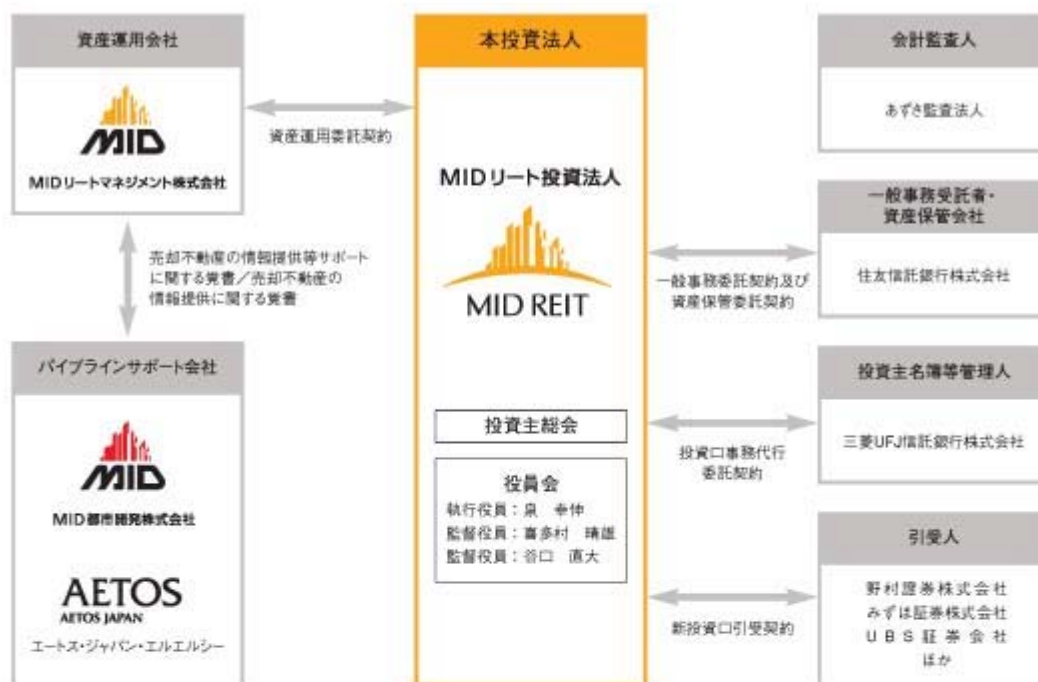 資産運用会社
MID
MIDリートマネジメント株式会社
資産運用委託契約
売却不動産の情報提供等サポート
に関する覚書／売却不動産の
情報提供に関する覚書
パイプラインサポート会社
MID
MID都市開発株式会社
AETOS
AETOS JAPAN
エートス・ジャパン・エルエルシー
本投資法人
MIDリート投資法人
MID REIT
投資主総会
役員会
執行役員：泉　幸伸
監督役員：喜多村　晴雄
監督役員：谷口　直大
会計監査人
あずさ監査法人
一般事務受託者・
資産保管会社
住友信託銀行株式会社
一般事務委託契約及び
資産保管委託契約
投資主名簿等管理人
三菱UFJ信託銀行株式会社
投資口事務代行
委託契約
引受人
野村證券株式会社
みずほ証券株式会社
UBS証券会社
ほか
新投資口引受契約